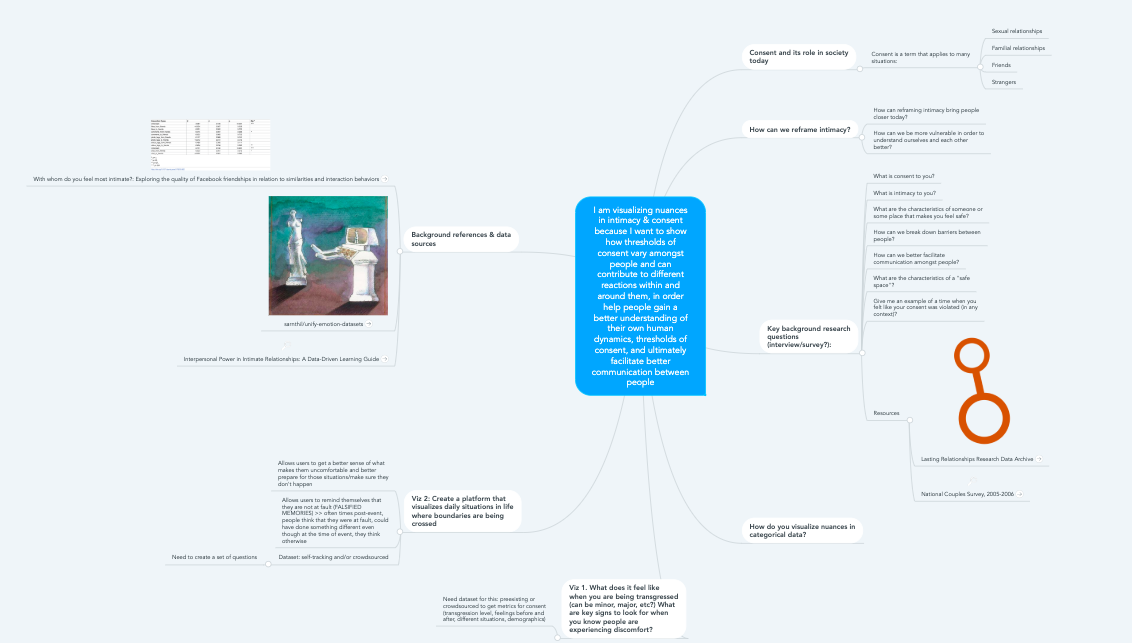 I am visualizing nuances
in intimacy & consent
because I want to show
how thresholds of
consent vary amongst
people and can
contribute to different
reactions within and
around them, in order
help people gain a
better understanding of
their own human
dynamics, thresholds of
consent, and ultimately
facilitate better
communication between
people
Consent and its role in society
today
Consent is a term that applies to many
situations:
Sexual relationships
Familial relationships
Friends
Strangers
How can we reframe intimacy?
How can reframing intimacy bring people
closer today?
How can we be more vulnerable in order to
understand ourselves and each other
better?
Key background research
questions
(interview/survey?):
What is consent to you?
What is intimacy to you?
What are the characteristics of someone or
some place that makes you feel safe?
How can we break down barriers between
people?
How can we better facilitate
communication amongst people?
What are the characteristics of a "safe
space"?
Give me an example of a time when you
felt like your consent was violated (in any
context)?
Resources
Lasting Relationships Research Data Archive
National Couples Survey, 2005-2006
How do you visualize nuances in
categorical data?
Viz 1. What does it feel like
when you are being transgressed
(can be minor, major, etc?) What
are key signs to look for when
you know people are
experiencing discomfort?
Need dataset for this: preexisting or
crowdsourced to get metrics for consent
(transgression level, feelings before and
after, different situations, demographics)
Viz 2: Create a platform that
visualizes daily situations in life
where boundaries are being
crossed
Allows users to get a better sense of what
makes them uncomfortable and better
prepare for those situations/make sure they
don't happen
Allows users to remind themselves that
they are not at fault (FALSIFIED
MEMORIES) >> often times post-event,
people think that they were at fault, could
have done something different even
though at the time of event, they think
otherwise
Dataset: self-tracking and/or crowdsourced
Need to create a set of questions
Background references & data
sources
With whom do you feel most intimate?: Exploring the quality of Facebook friendships in relation to similarities and interaction behaviors
sarnthil/unify-emotion-datasets
Interpersonal Power in Intimate Relationships: A Data-Driven Learning Guide